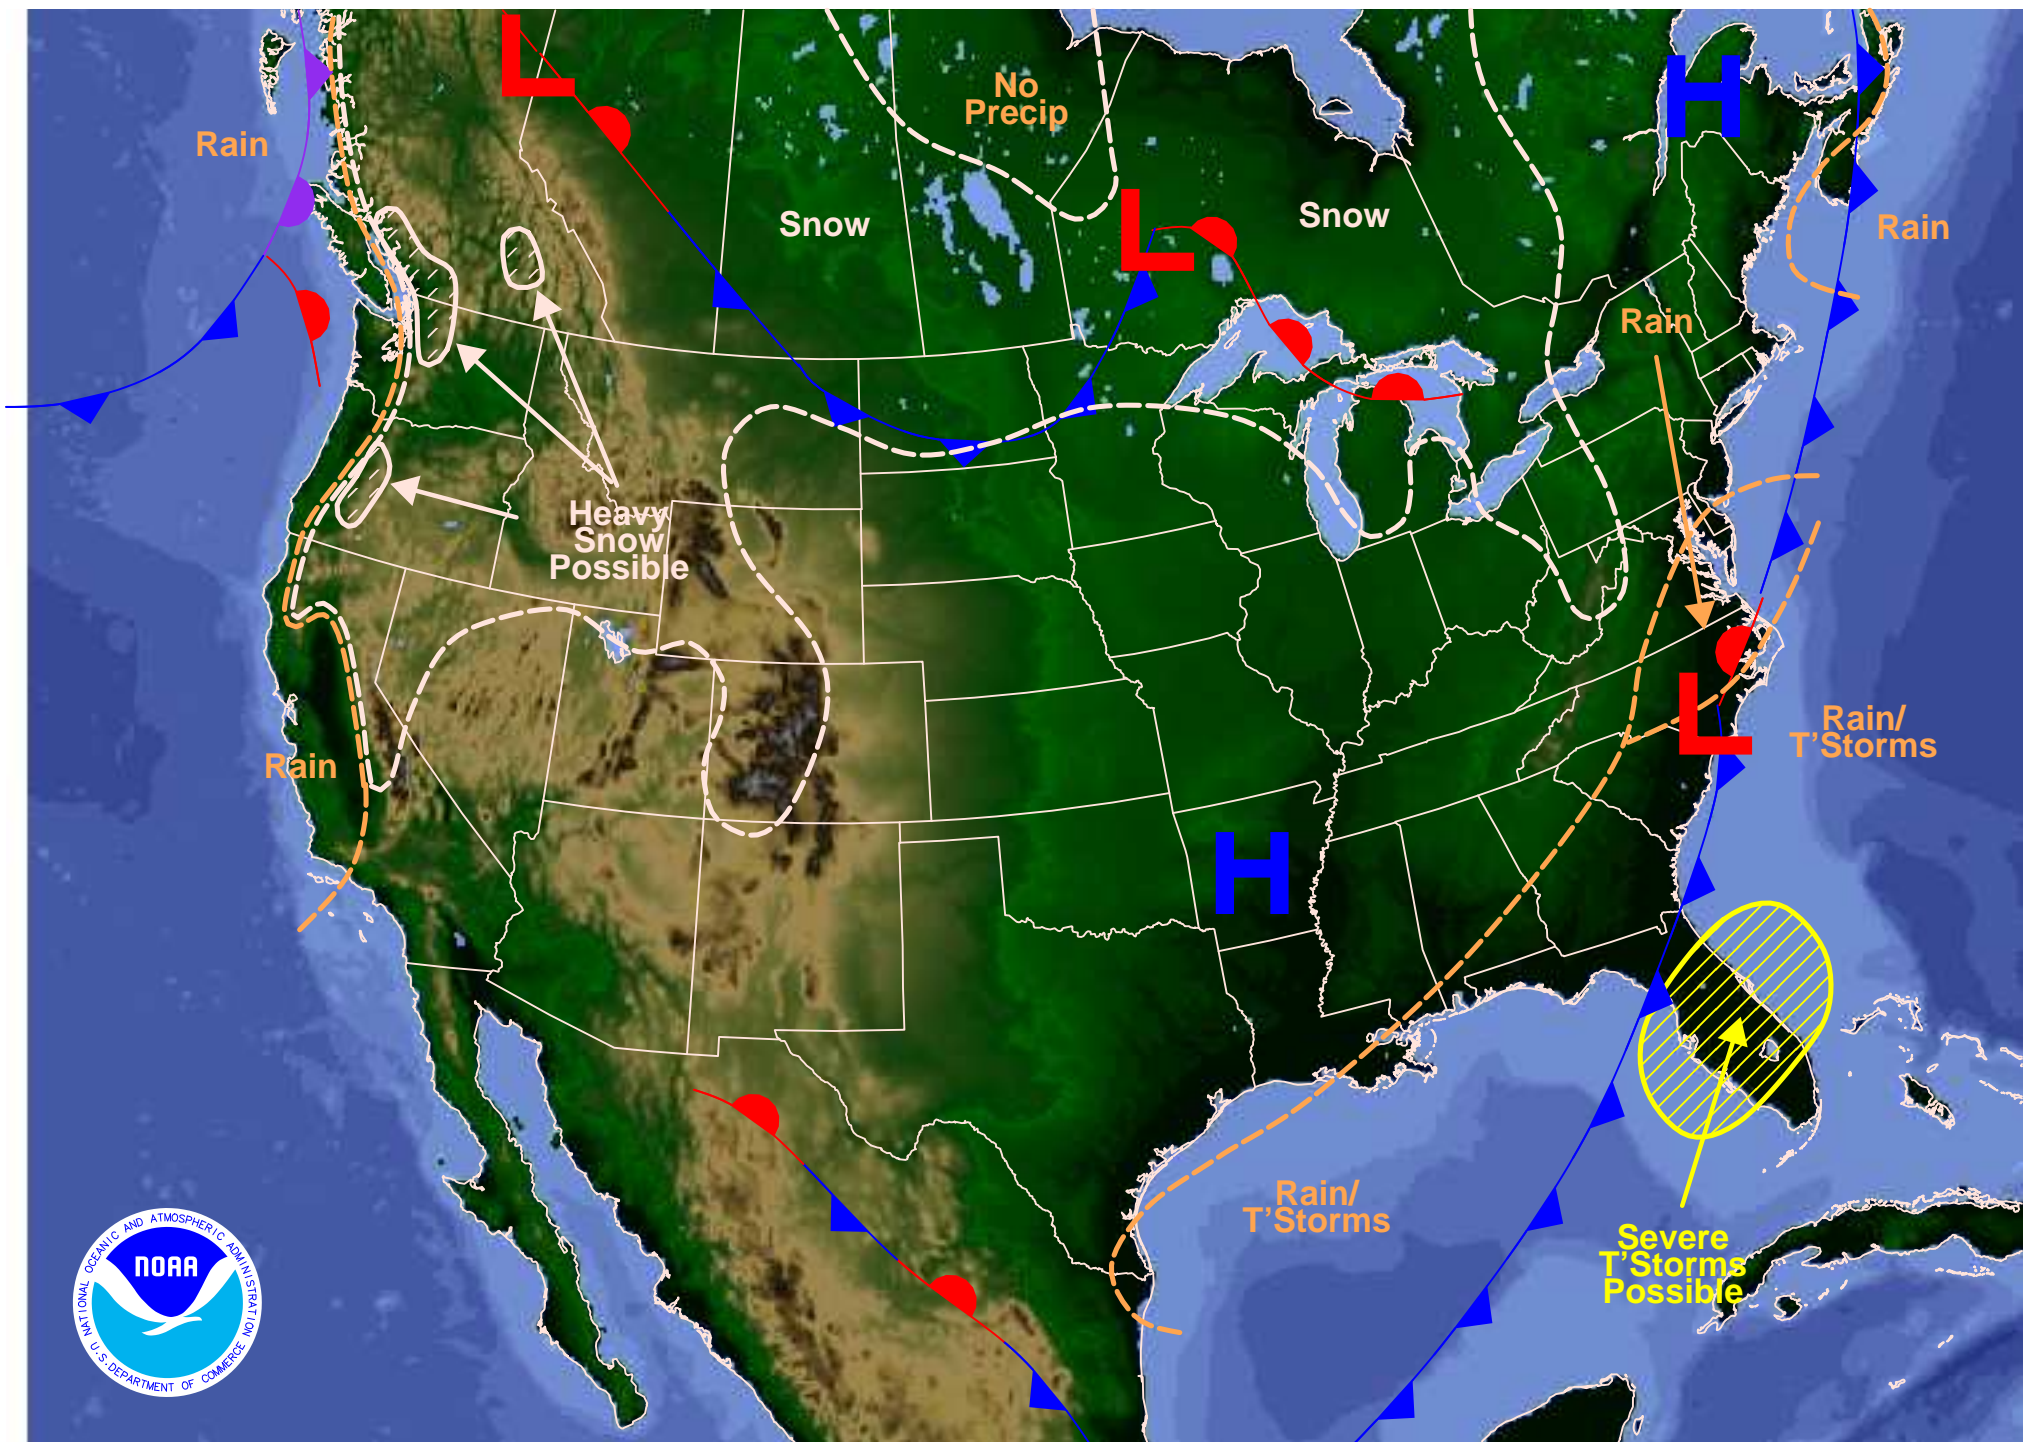 No
Precip
H
L
Rain
Snow
L
Snow
Rain
Rain
Heavy
Snow
Possible
L
Rain/
T'Storms
Rain
H
Rain/
T'Storms
Severe
T'Storms
Possible
NATIONAL OCEANIC AND ATMOSPHERIC ADMINISTRATION
NOAA
U.S. DEPARTMENT OF COMMERCE